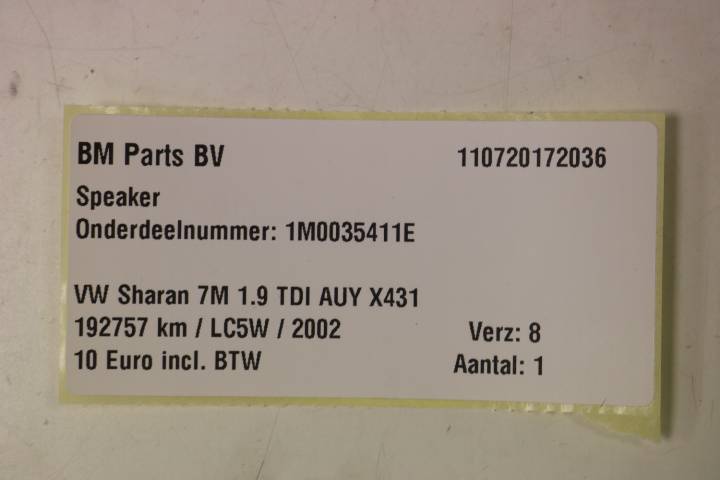 BM Parts BV 110720172036
Speaker
Onderdeelnummer: 1M0035411E
VW Sharan 7M 1.9 TDI AUY X431
192757 km / LC5W / 2002 Verz: 8
10 Euro incl. BTW Aantal: 1